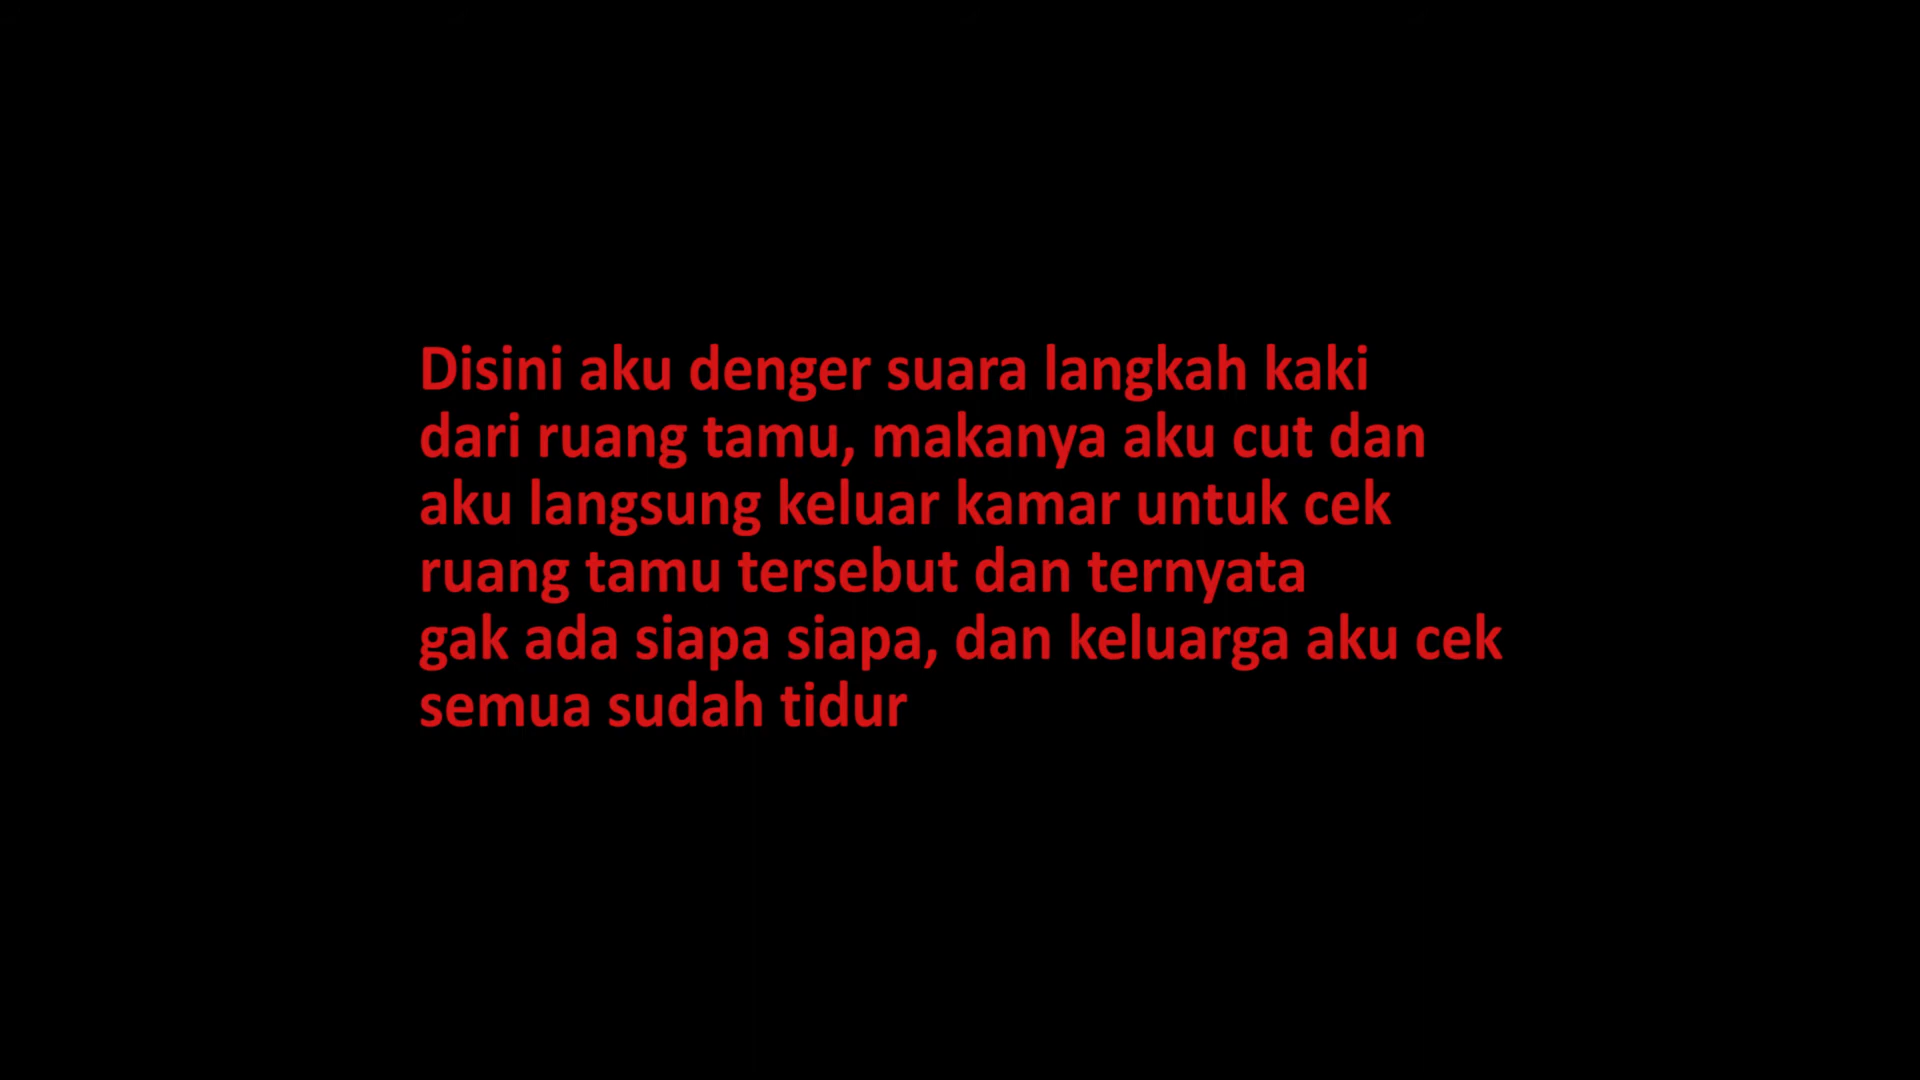 Disini aku denger suara langkah kaki
dari ruang tamu, makanya aku cut dan
aku langsung keluar kamar untuk cek
ruang tamu tersebut dan ternyata
gak ada siapa siapa, dan keluarga aku cek
semua sudah tidur